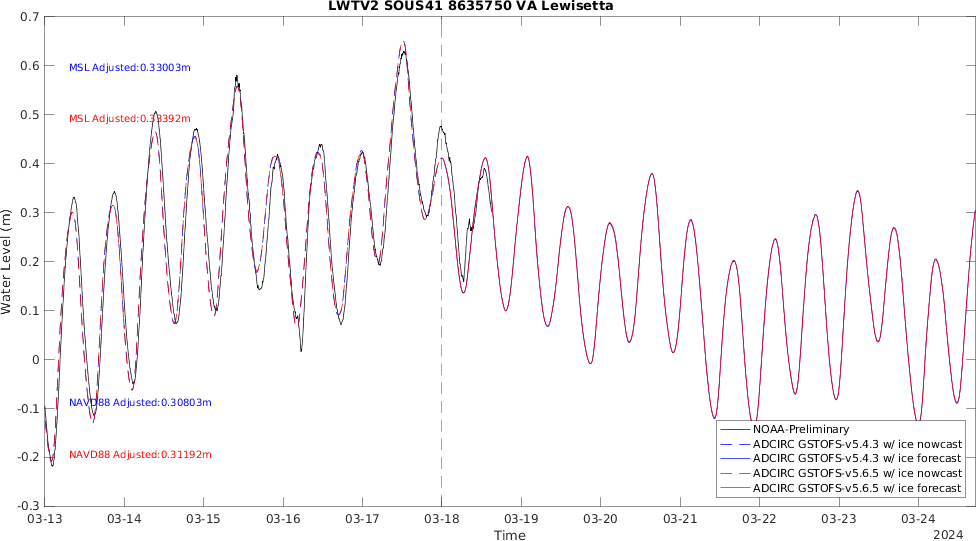 LWTV2 SOUS41 8635750 VA Lewisetta
0.7
0.6
0.5
0.4
0.3
0.2
0.1
0
-0.1
-0.2
-0.3
Water Level (m)
MSL Adjusted:0.33003m
MSL Adjusted:0.33392m
NAVD88 Adjusted:0.30803m
NAVD88 Adjusted:0.31192m
NOAA-Preliminary
ADCIRC GSTOFS-v5.4.3 w/ ice nowcast
ADCIRC GSTOFS-v5.4.3 w/ ice forecast
ADCIRC GSTOFS-v5.6.5 w/ ice nowcast
ADCIRC GSTOFS-v5.6.5 w/ ice forecast
03-13 03-14 03-15 03-16 03-17 03-18 03-19 03-20 03-21 03-22 03-23 03-24
Time
2024